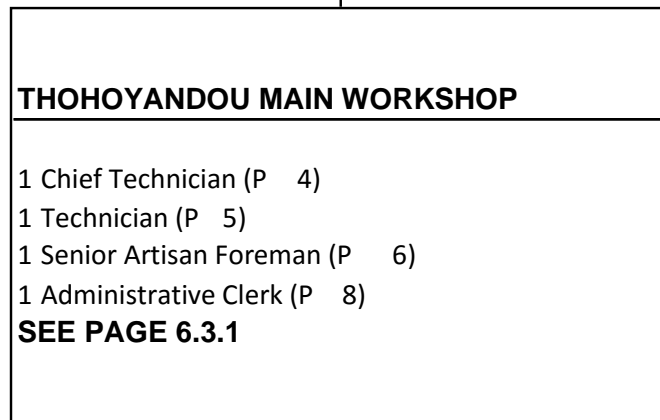 THOHOYANDOU MAIN WORKSHOP
1 Chief Technician (P 4)
1 Technician (P 5)
1 Senior Artisan Foreman (P 6)
1 Administrative Clerk (P 8)
SEE PAGE 6.3.1